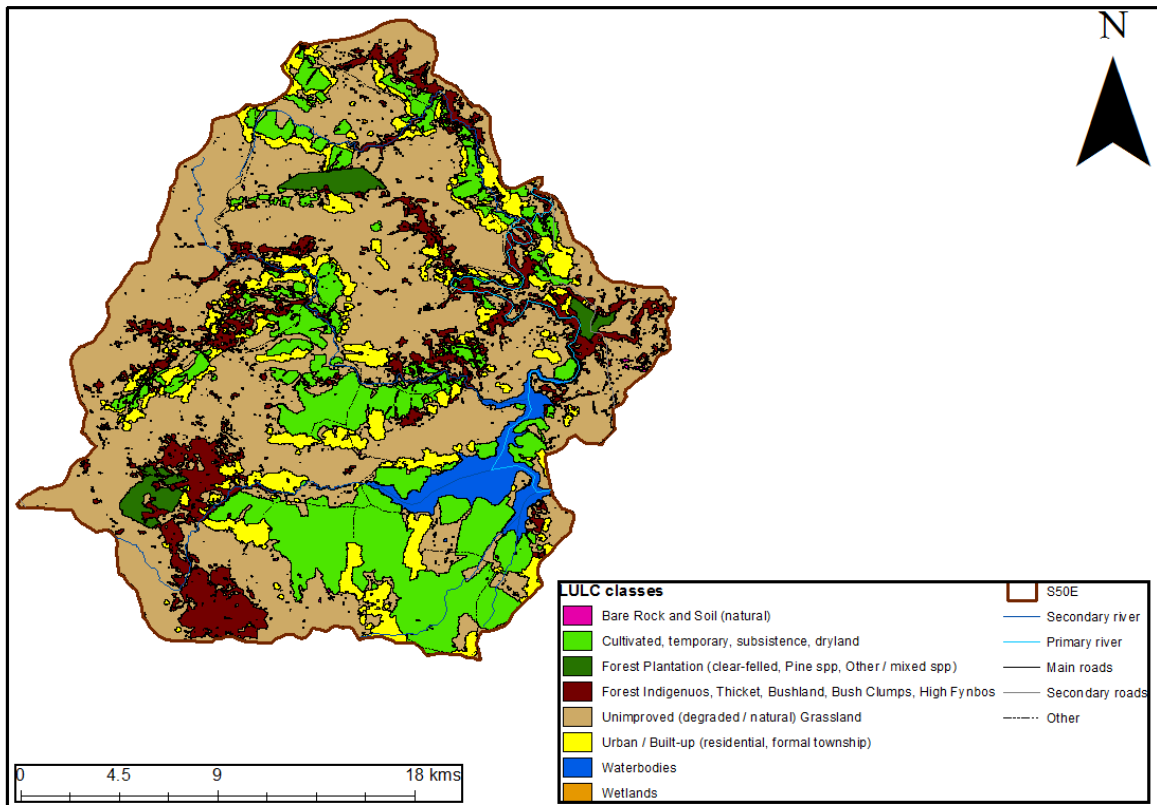 N
LULC classes
Bare Rock and Soil (natural)
Cultivated, temporary, subsistence, dryland
Forest Plantation (clear-felled, Pine spp, Other / mixed spp)
Forest Indigenuos, Thicket, Bushland, Bush Clumps, High Fynbos
Unimproved (degraded / natural) Grassland
Urban / Built-up (residential, formal township)
Waterbodies
Wetlands
S50E
Secondary river
Primary river
Main roads
Secondary roads
Other
0 4.5 9 18 kms